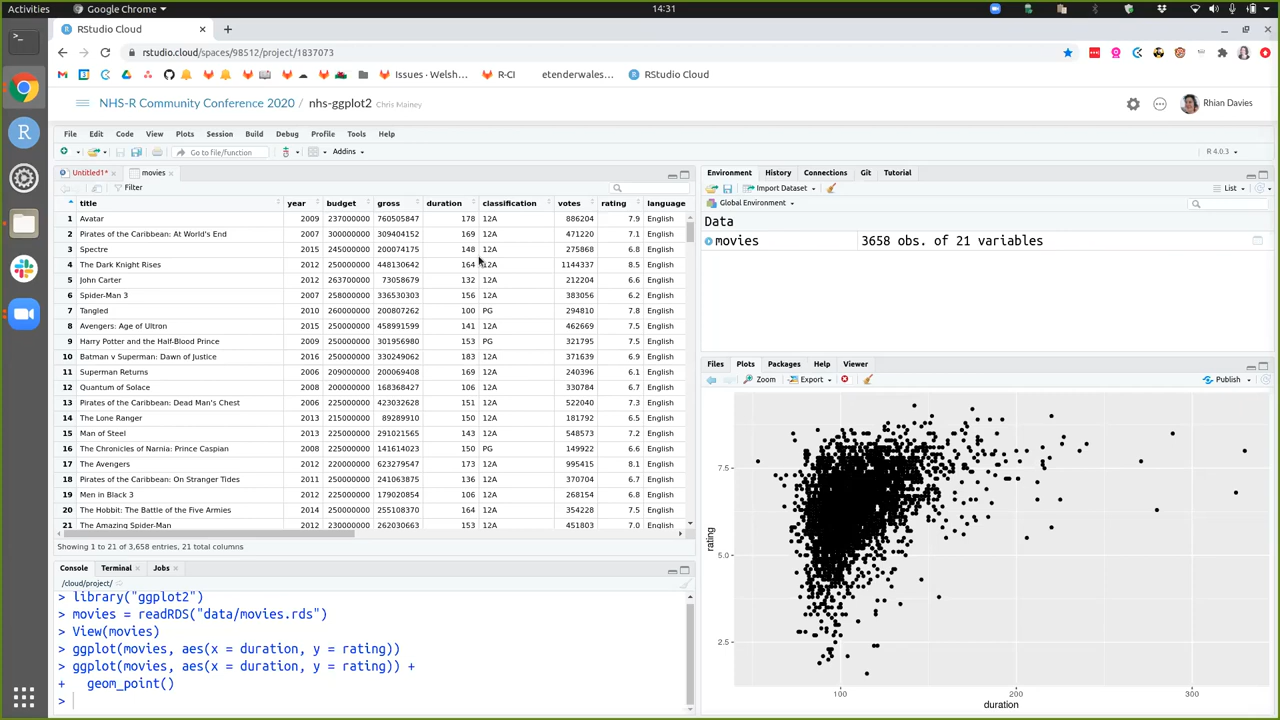 Activities Google Chrome 14:31
RStudio Cloud
rstudio.cloud/spaces/98512/project/1837073
Issues · Welsh… R-CI etenderwales… RStudio Cloud
NHS-R Community Conference 2020 / nhs-ggplot2 Chris Mainey Rhian Davies
File Edit Code View Plots Session Build Debug Profile Tools Help
Go to file/function Addins R 4.0.3
Untitled1* movies
Filter
title year budget gross duration classification votes rating language
1 Avatar 2009 237000000 760505847 178 12A 886204 7.9 English
2 Pirates of the Caribbean: At World's End 2007 300000000 309404152 169 12A 471220 7.1 English
3 Spectre 2015 245000000 200074175 148 12A 275868 6.8 English
4 The Dark Knight Rises 2012 250000000 448130642 164 12A 1144337 8.5 English
5 John Carter 2012 263700000 73058679 132 12A 212204 6.6 English
6 Spider-Man 3 2007 258000000 336530303 156 12A 383056 6.2 English
7 Tangled 2010 260000000 200807262 100 PG 294810 7.8 English
8 Avengers: Age of Ultron 2015 250000000 458991599 141 12A 462669 7.5 English
9 Harry Potter and the Half-Blood Prince 2009 250000000 301956980 153 PG 321795 7.5 English
10 Batman v Superman: Dawn of Justice 2016 250000000 330249062 183 12A 371639 6.9 English
11 Superman Returns 2006 209000000 200069408 169 12A 240396 6.1 English
12 Quantum of Solace 2008 200000000 168368427 106 12A 330784 6.7 English
13 Pirates of the Caribbean: Dead Man's Chest 2006 225000000 423032628 151 12A 522040 7.3 English
14 The Lone Ranger 2013 215000000 89289910 150 12A 181792 6.5 English
15 Man of Steel 2013 225000000 291021565 143 12A 548573 7.2 English
16 The Chronicles of Narnia: Prince Caspian 2008 225000000 141614023 150 PG 149922 6.6 English
17 The Avengers 2012 220000000 623279547 173 12A 995415 8.1 English
18 Pirates of the Caribbean: On Stranger Tides 2011 250000000 241063875 136 12A 370704 6.7 English
19 Men in Black 3 2012 225000000 179020854 106 12A 268154 6.8 English
20 The Hobbit: The Battle of the Five Armies 2014 250000000 255108370 164 12A 354228 7.5 English
21 The Amazing Spider-Man 2012 230000000 262030663 153 12A 451803 7.0 English
Showing 1 to 21 of 3,658 entries, 21 total columns
Console Terminal Jobs
/cloud/project/
> library("ggplot2")
> movies = readRDS("data/movies.rds")
> View(movies)
> ggplot(movies, aes(x = duration, y = rating))
> ggplot(movies, aes(x = duration, y = rating)) +
+ geom_point()
>
Environment History Connections Git Tutorial
Import Dataset List
Global Environment
Data
movies 3658 obs. of 21 variables
Files Plots Packages Help Viewer
Zoom Export Publish
7.5
5.0
2.5
rating
100 200 300
duration